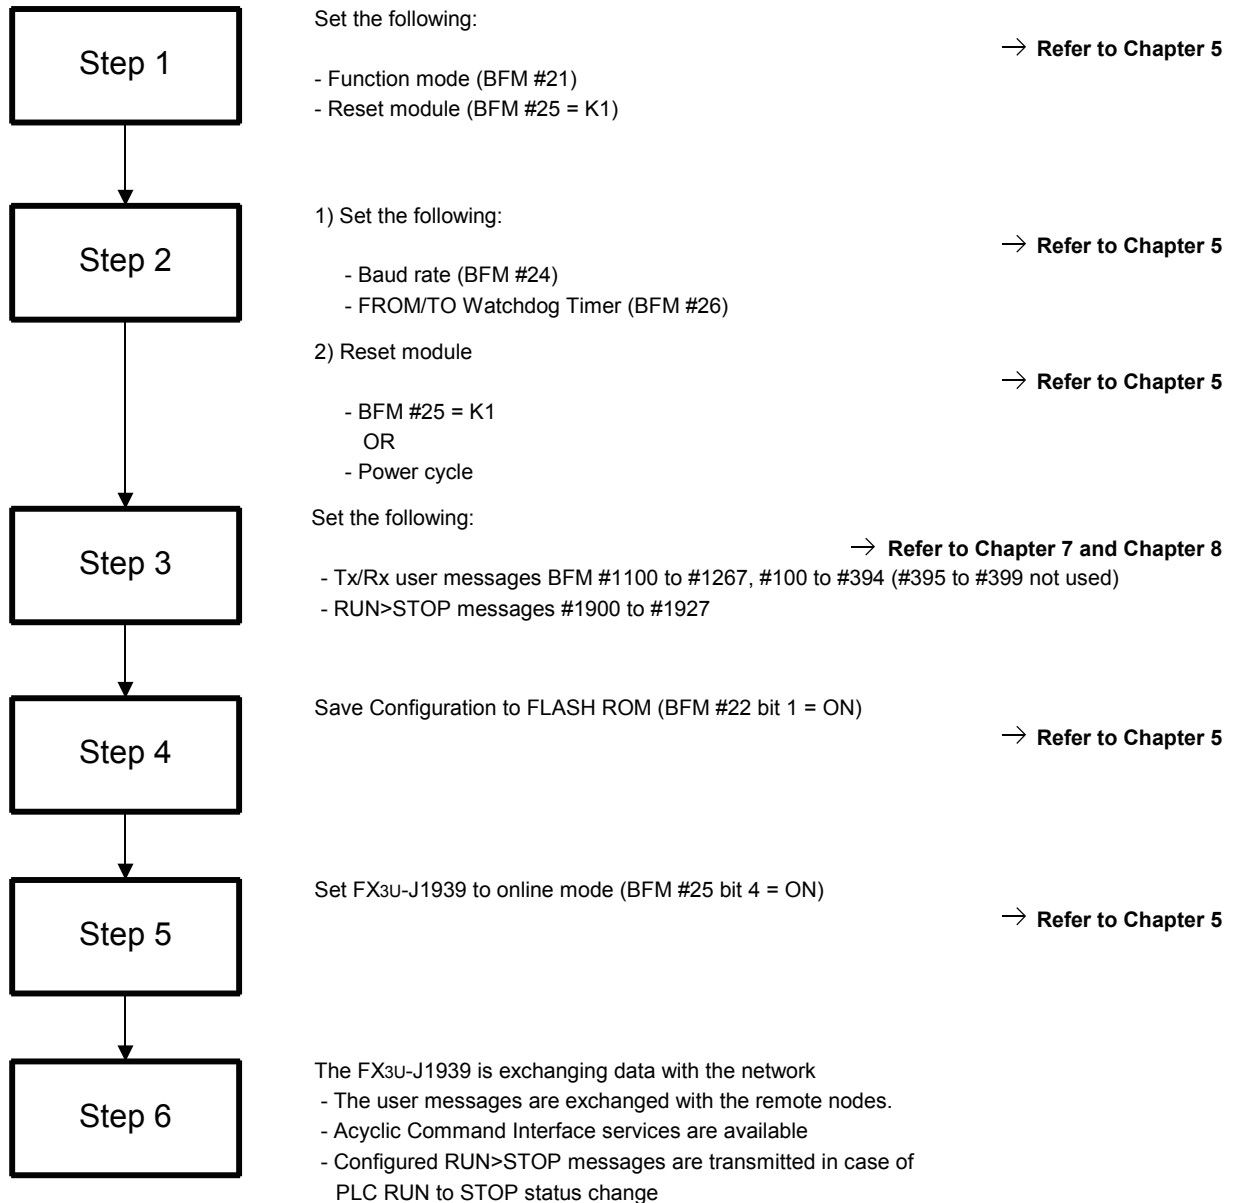 Step 1
Set the following:
→ Refer to Chapter 5
- Function mode (BFM #21)
- Reset module (BFM #25 = K1)
Step 2
1) Set the following:
→ Refer to Chapter 5
- Baud rate (BFM #24)
- FROM/TO Watchdog Timer (BFM #26)
2) Reset module
→ Refer to Chapter 5
- BFM #25 = K1
OR
- Power cycle
Step 3
Set the following:
→ Refer to Chapter 7 and Chapter 8
- Tx/Rx user messages BFM #1100 to #1267, #100 to #394 (#395 to #399 not used)
- RUN>STOP messages #1900 to #1927
Step 4
Save Configuration to FLASH ROM (BFM #22 bit 1 = ON)
→ Refer to Chapter 5
Step 5
Set FX3U-J1939 to online mode (BFM #25 bit 4 = ON)
→ Refer to Chapter 5
Step 6
The FX3U-J1939 is exchanging data with the network
- The user messages are exchanged with the remote nodes.
- Acyclic Command Interface services are available
- Configured RUN>STOP messages are transmitted in case of
PLC RUN to STOP status change